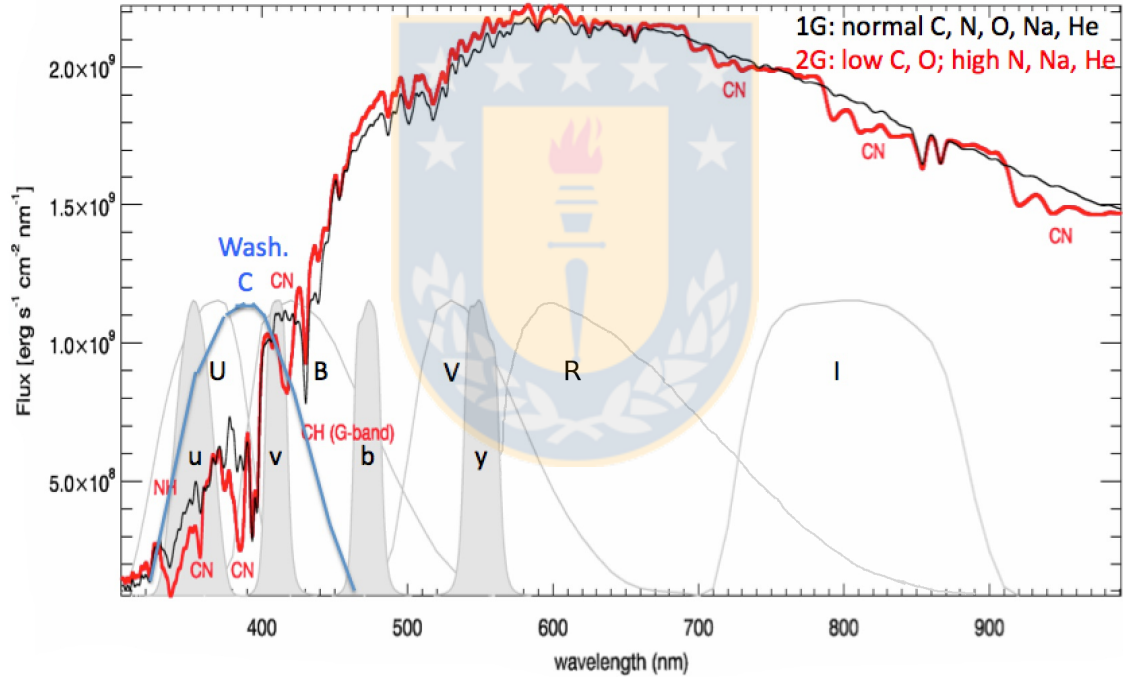 1G: normal C, N, O, Na, He
2G: low C, O; high N, Na, He
2.0×10⁹
1.5×10⁹
1.0×10⁹
5.0×10⁸
Flux [erg s⁻¹ cm⁻² nm⁻¹]
CN
CN
CN
Wash.
C
CN
U
B
V
R
I
CH (G-band)
u
v
b
y
NH
CN
CN
400
500
600
700
800
900
wavelength (nm)